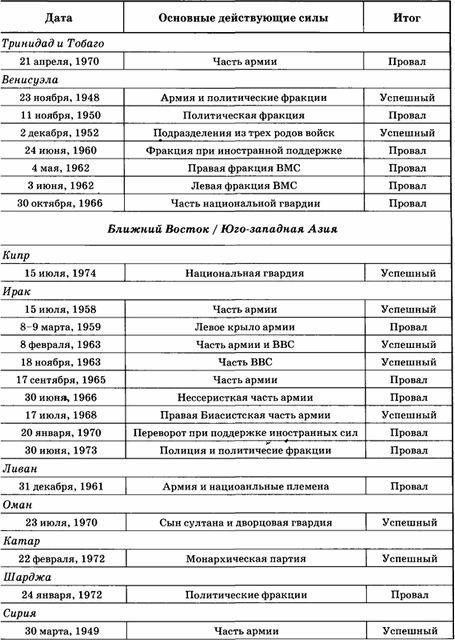 Дата Основные действующие силы Итог
Тринидад и Тобаго
21 апреля, 1970 Часть армии Провал
Венисуэла
23 ноября, 1948 Армия и политические фракции Успешный
11 ноября, 1950 Политическая фракция Провал
2 декабря, 1952 Подразделения из трех родов войск Успешный
24 июня, 1960 Фракция при иностранной поддержке Провал
4 мая, 1962 Правая фракция ВМС Провал
3 июня, 1962 Левая фракция ВМС Провал
30 октября, 1966 Часть национальной гвардии Провал
Ближний Восток / Юго-западная Азия
Кипр
15 июля, 1974 Национальная гвардия Успешный
Ирак
15 июля, 1958 Часть армии Успешный
8–9 марта, 1959 Левое крыло армии Провал
8 февраля, 1963 Часть армии и ВВС Успешный
18 ноября, 1963 Часть ВВС Успешный
17 сентября, 1965 Часть армии Провал
30 июня, 1966 Нессеристкая часть армии Провал
17 июля, 1968 Правая Биасистская часть армии Успешный
20 января, 1970 Переворот при поддержке иностранных сил Провал
30 июня, 1973 Полиция и политичесие фракции Провал
Ливан
31 декабря, 1961 Армия и нациоанльные племена Провал
Оман
23 июля, 1970 Сын султана и дворцовая гвардия Успешный
Катар
22 февраля, 1972 Монархическая партия Успешный
Шарджа
24 января, 1972 Политические фракции Провал
Сирия
30 марта, 1949 Часть армии Успешный